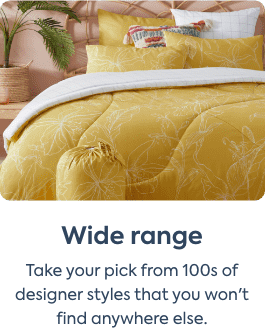 Wide range
Take your pick from 100s of
designer styles that you won't
find anywhere else.